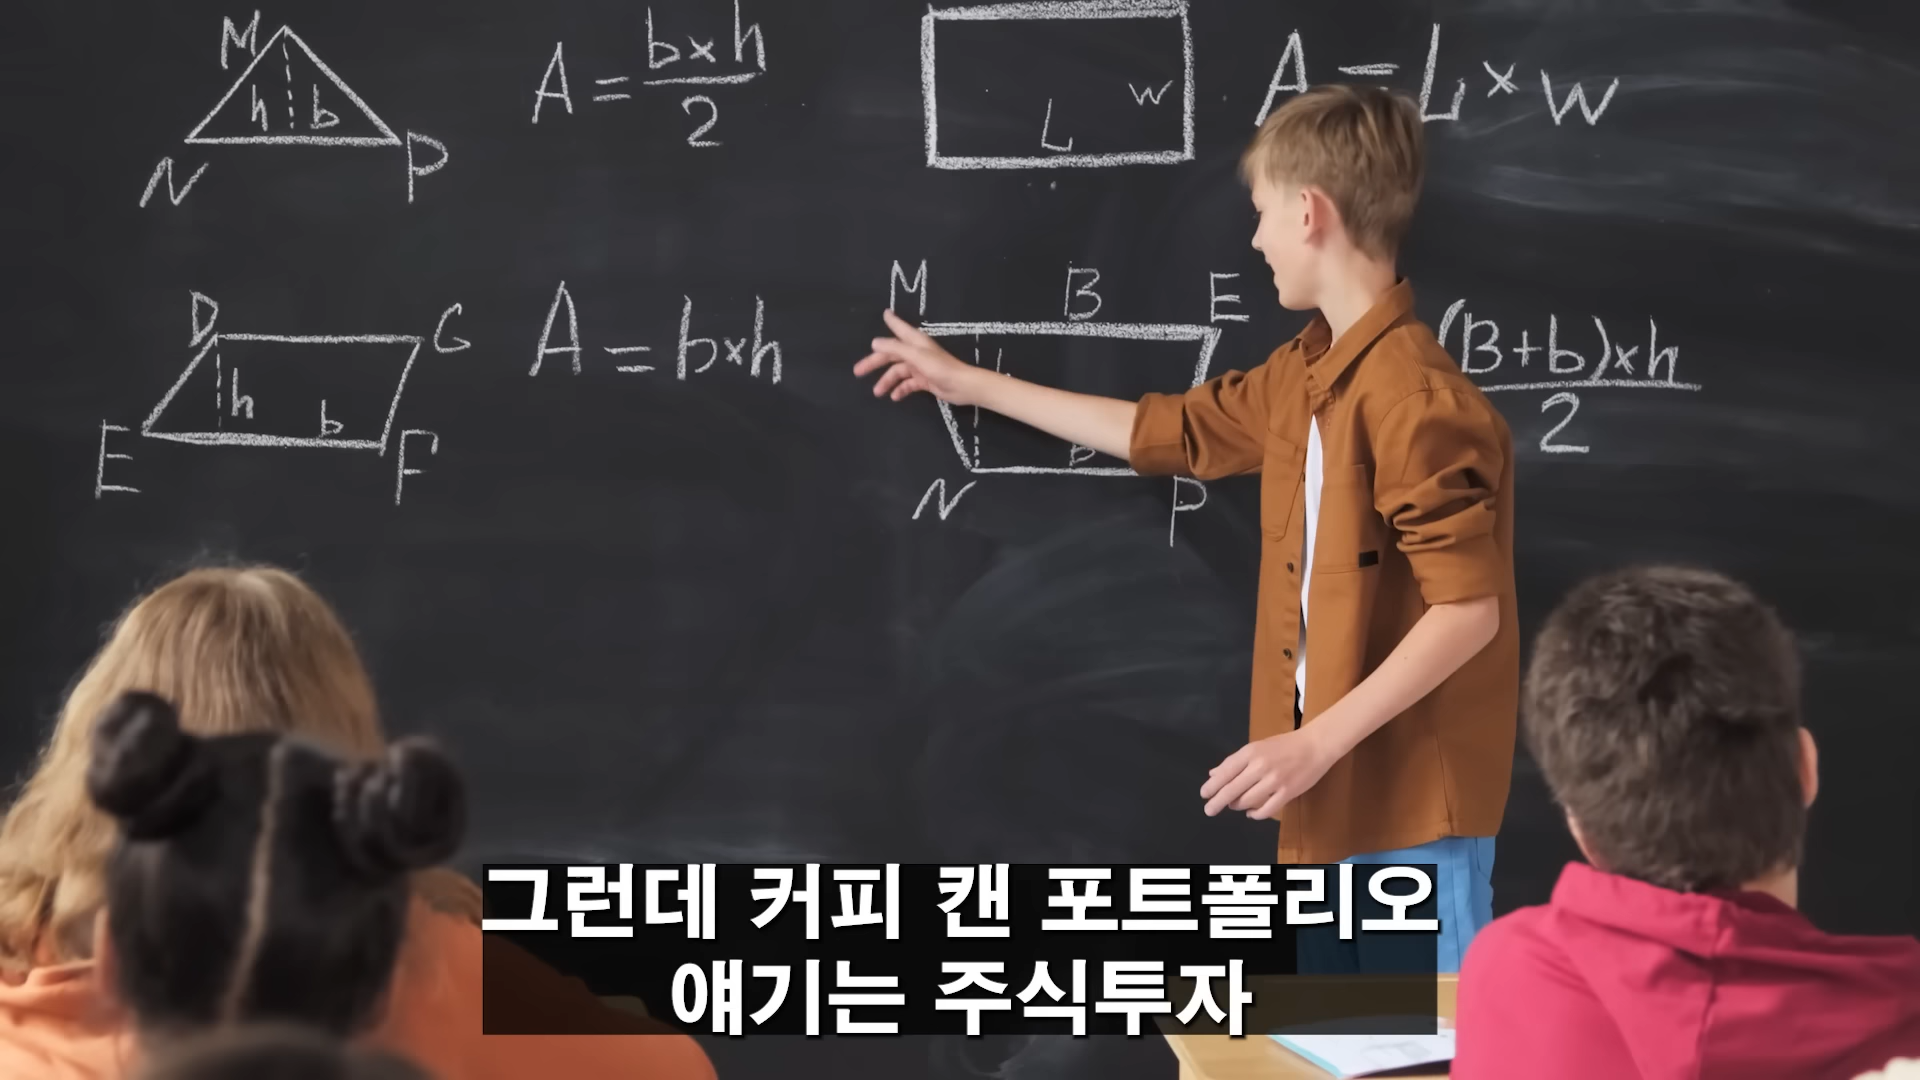 M
h b
N P
A = b×h / 2
L W
A = L×W
D G
h b
E F
A = b×h
M B E
b
N P
(B+b)×h / 2
그런데 커피 캔 포트폴리오
얘기는 주식투자